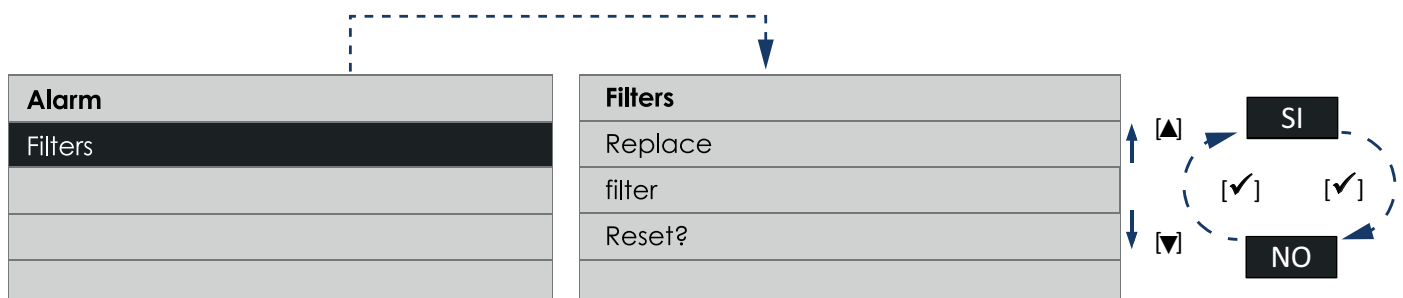 Alarm
Filters
Filters
Replace
filter
Reset?
[▲]
[▼]
SI
[✓] [✓]
NO